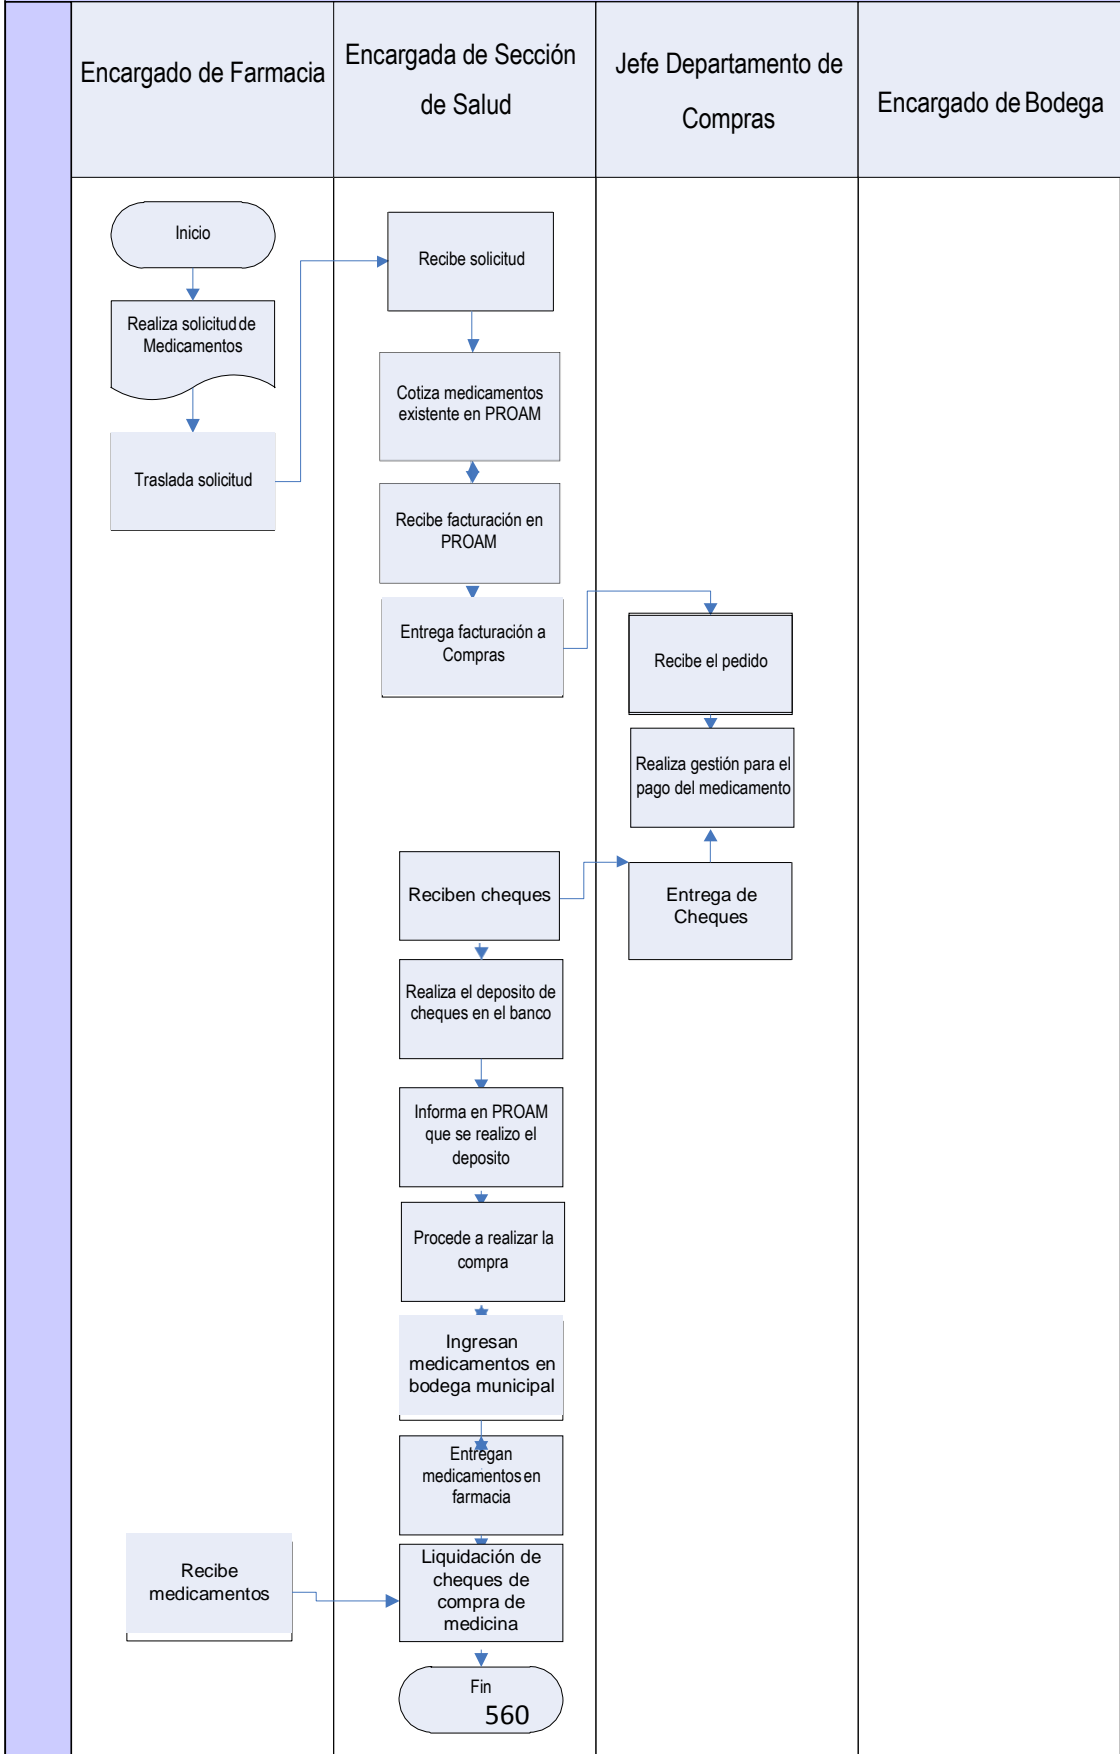 Encargado de Farmacia
Encargada de Sección
de Salud
Jefe Departamento de
Compras
Encargado de Bodega
Inicio
Realiza solicitud de
Medicamentos
Traslada solicitud
Recibe solicitud
Cotiza medicamentos
existente en PROAM
Recibe facturación en
PROAM
Entrega facturación a
Compras
Recibe el pedido
Realiza gestión para el
pago del medicamento
Entrega de
Cheques
Reciben cheques
Realiza el deposito de
cheques en el banco
Informa en PROAM
que se realizo el
deposito
Procede a realizar la
compra
Ingresan
medicamentos en
bodega municipal
Entregan
medicamentos en
farmacia
Recibe
medicamentos
Liquidación de
cheques de
compra de
medicina
Fin
560